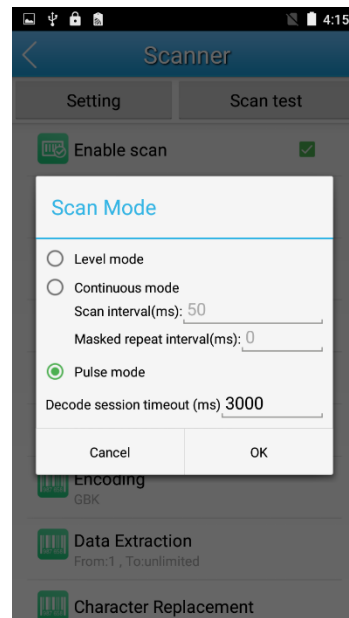 4:15
Scanner
Setting Scan test
Enable scan
Scan Mode
Level mode
Continuous mode
Scan interval(ms): 50
Masked repeat interval(ms): 0
Pulse mode
Decode session timeout (ms) 3000
Cancel OK
Encoding
GBK
Data Extraction
From:1 , To:unlimited
Character Replacement